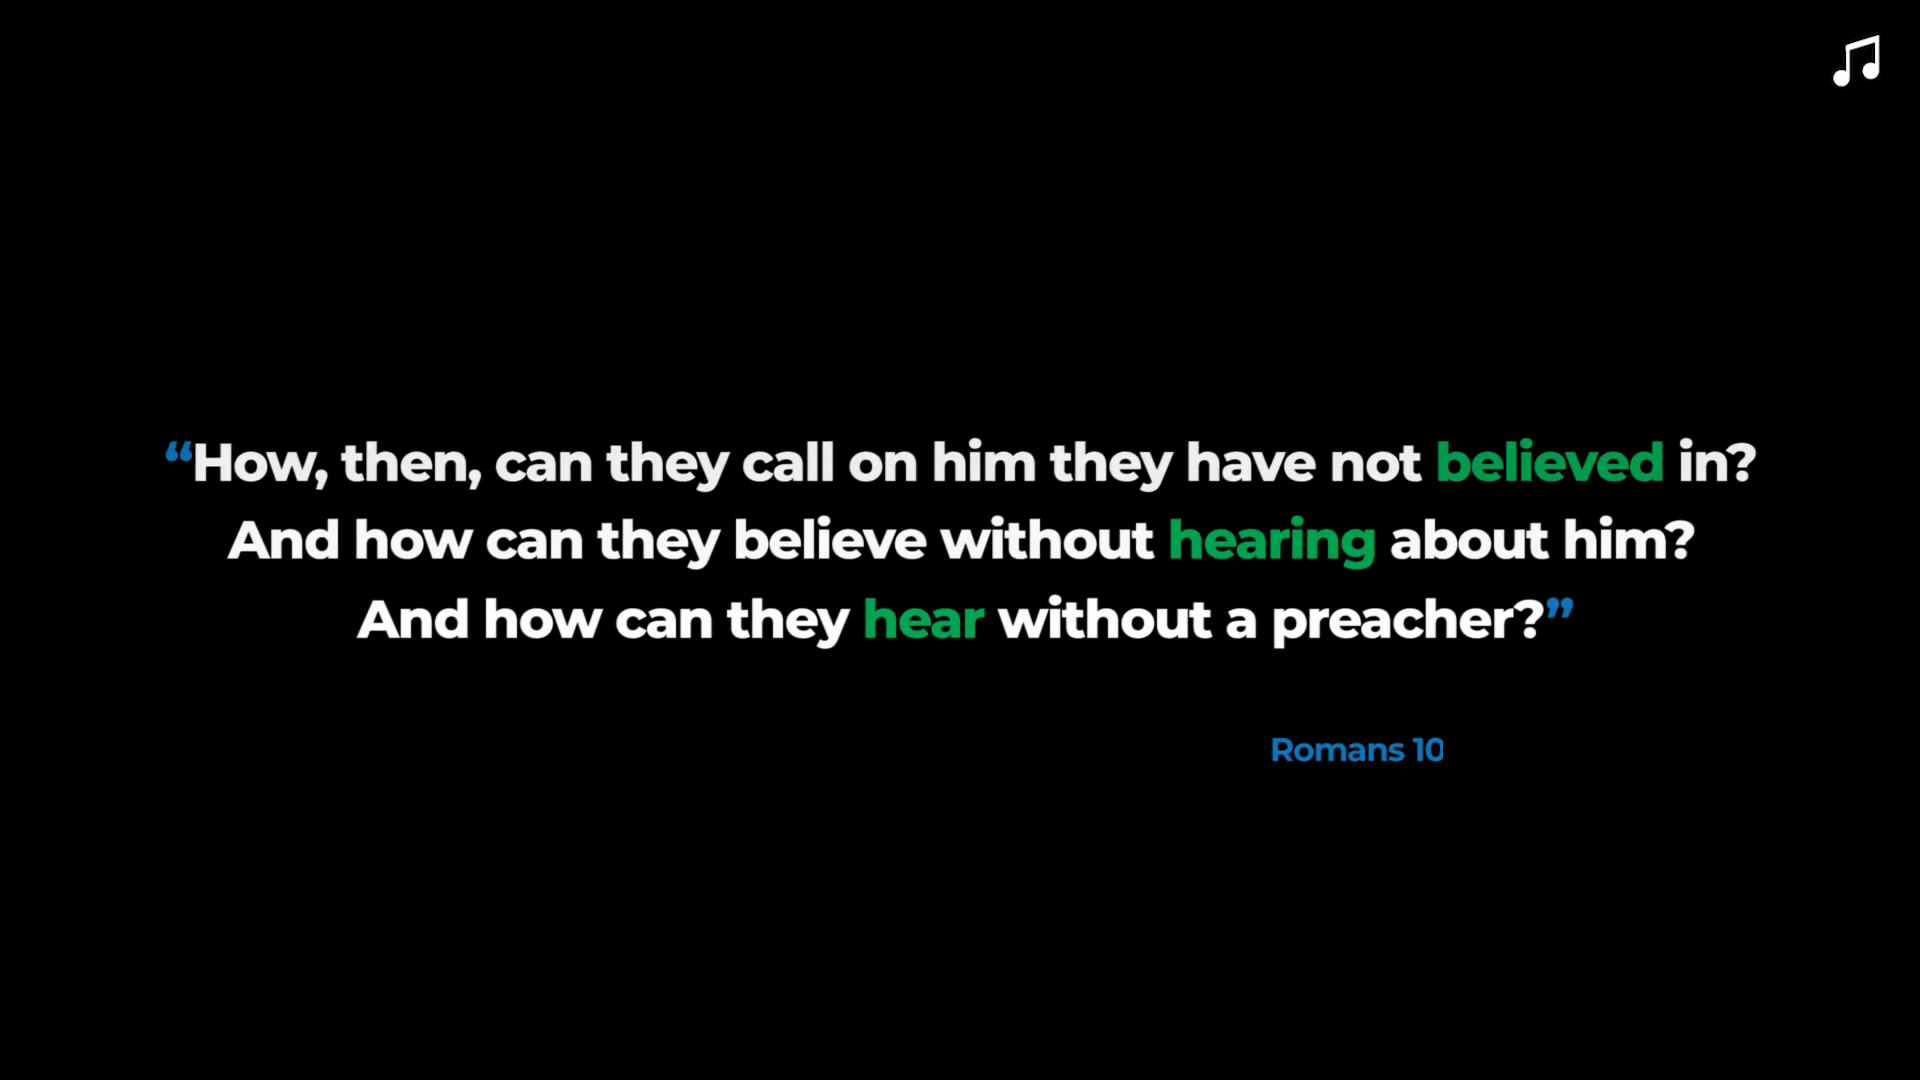 “How, then, can they call on him they have not believed in?
And how can they believe without hearing about him?
And how can they hear without a preacher?”
Romans 10